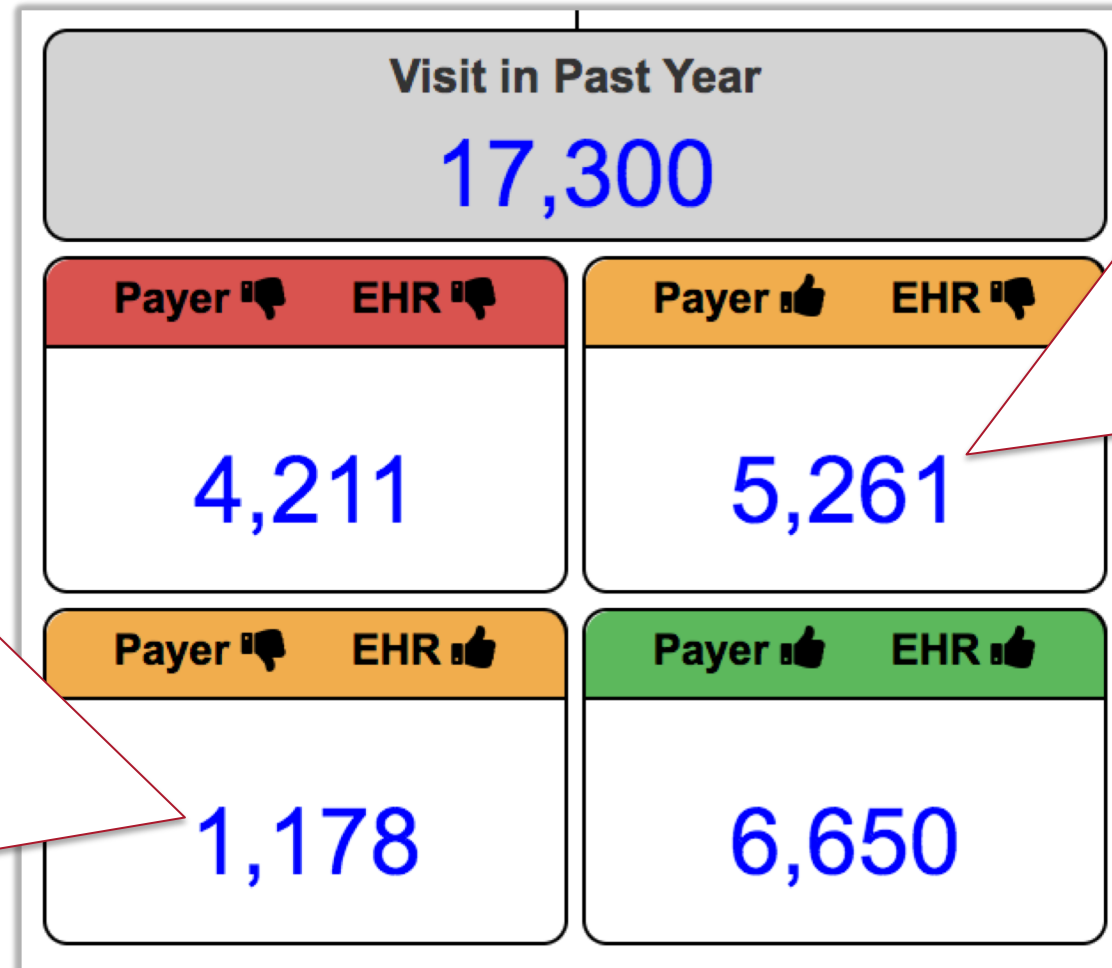 Visit in Past Year
17,300
Payer EHR
4,211
Payer EHR
5,261
Payer EHR
1,178
Payer EHR
6,650